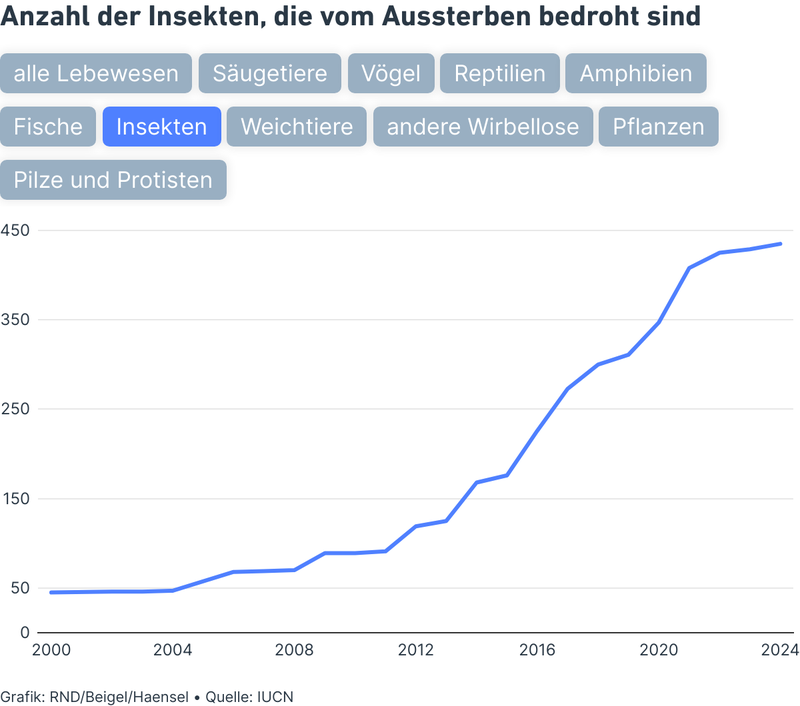 Anzahl der Insekten, die vom Aussterben bedroht sind
alle Lebewesen Säugetiere Vögel Reptilien Amphibien
Fische Insekten Weichtiere andere Wirbellose Pflanzen
Pilze und Protisten
450
350
250
150
50
0
2000 2004 2008 2012 2016 2020 2024
Grafik: RND/Beigel/Haensel • Quelle: IUCN